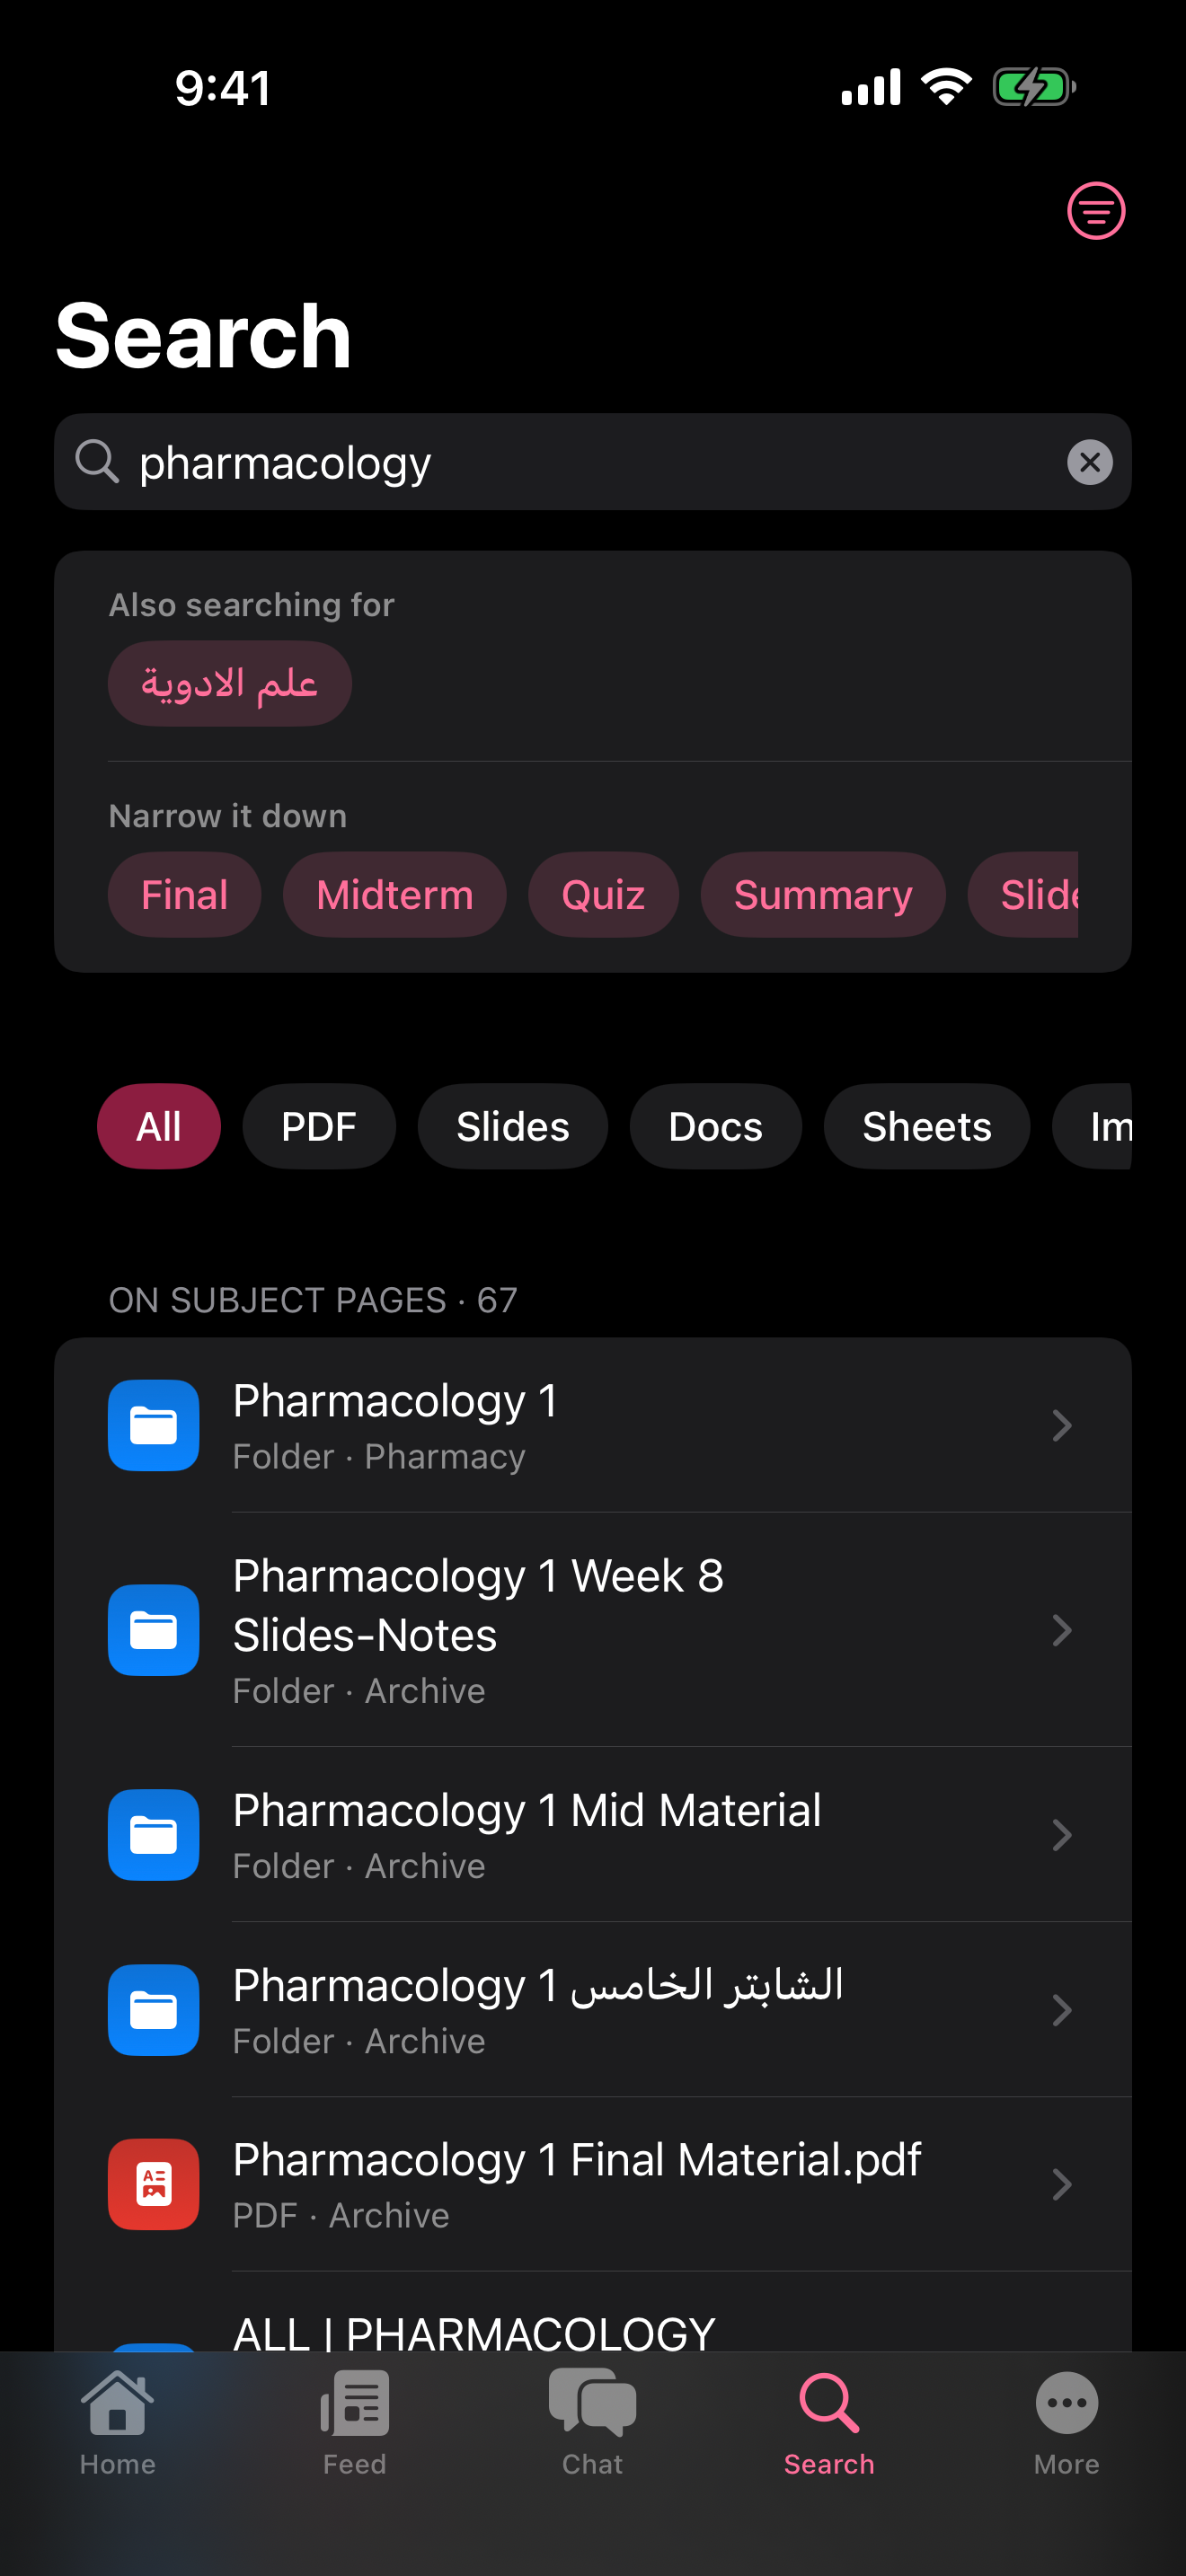 9:41
Search
pharmacology
Also searching for
علم الادوية
Narrow it down
Final Midterm Quiz Summary
All PDF Slides Docs Sheets
ON SUBJECT PAGES · 67
Pharmacology 1
Folder · Pharmacy
Pharmacology 1 Week 8
Slides-Notes
Folder · Archive
Pharmacology 1 Mid Material
Folder · Archive
Pharmacology 1 الشابتر الخامس
Folder · Archive
Pharmacology 1 Final Material.pdf
PDF · Archive
ALL | PHARMACOLOGY
Home Feed Chat Search More